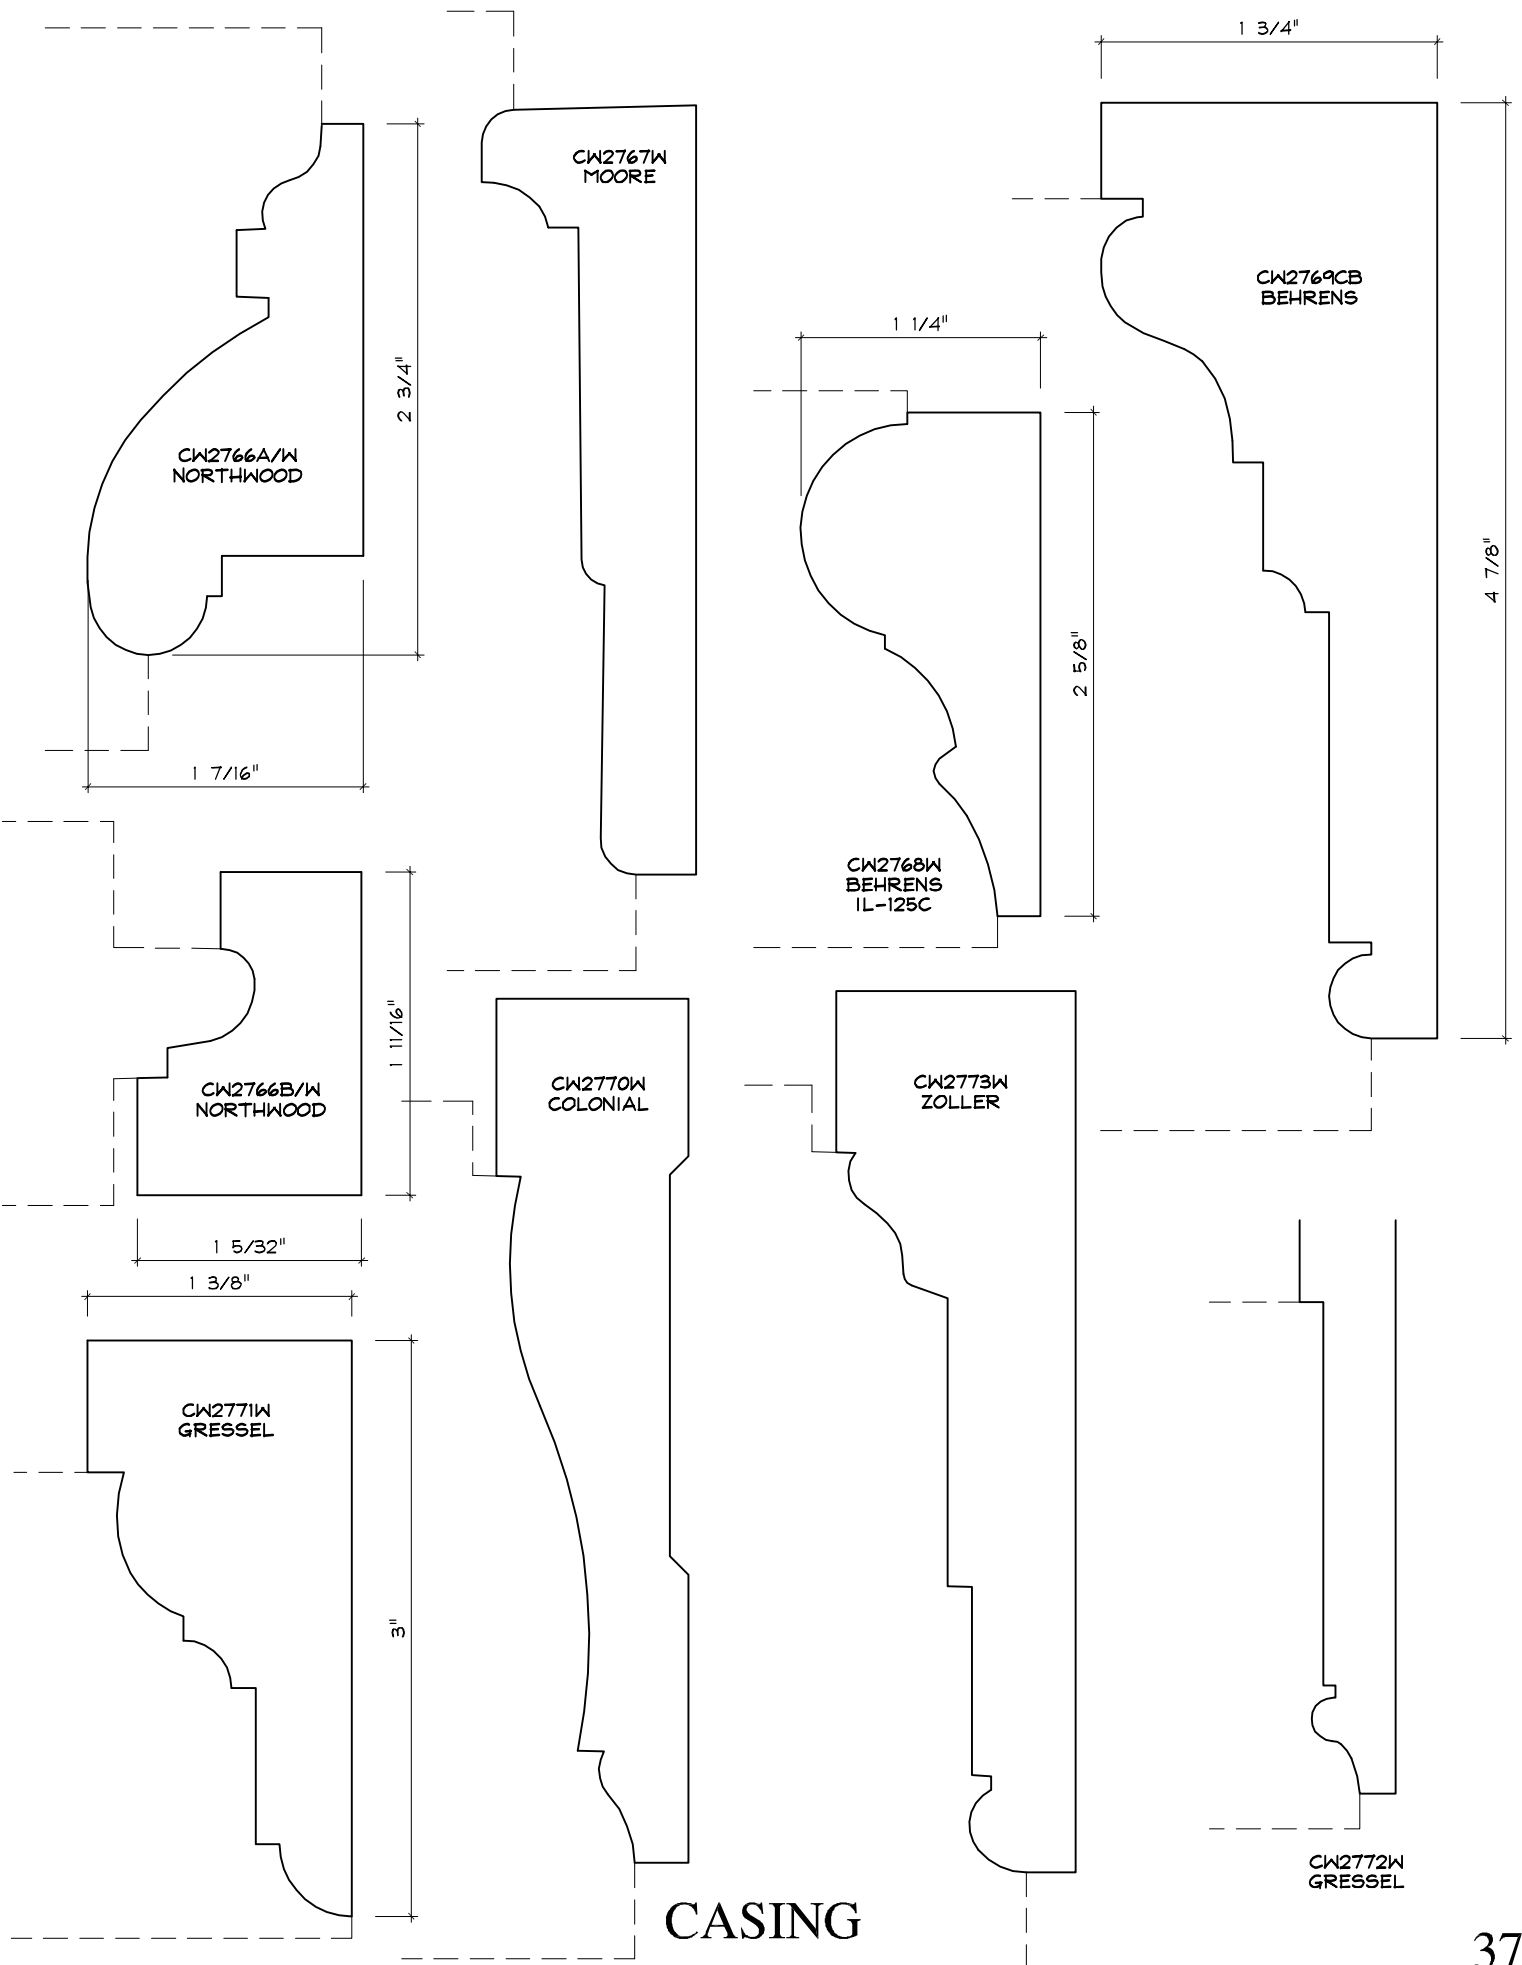 1 3/4"
CW2767W
MOORE
CW2769CB
BEHRENS
1 1/4"
2 3/4"
CW2766A/W
NORTHWOOD
4 7/8"
2 5/8"
1 7/16"
CW2768W
BEHRENS
IL-125C
1 11/16"
CW2766B/W
NORTHWOOD
CW2770W
COLONIAL
CW2773W
ZOLLER
1 5/32"
1 3/8"
CW2771W
GRESSEL
3"
CW2772W
GRESSEL
CASING
37